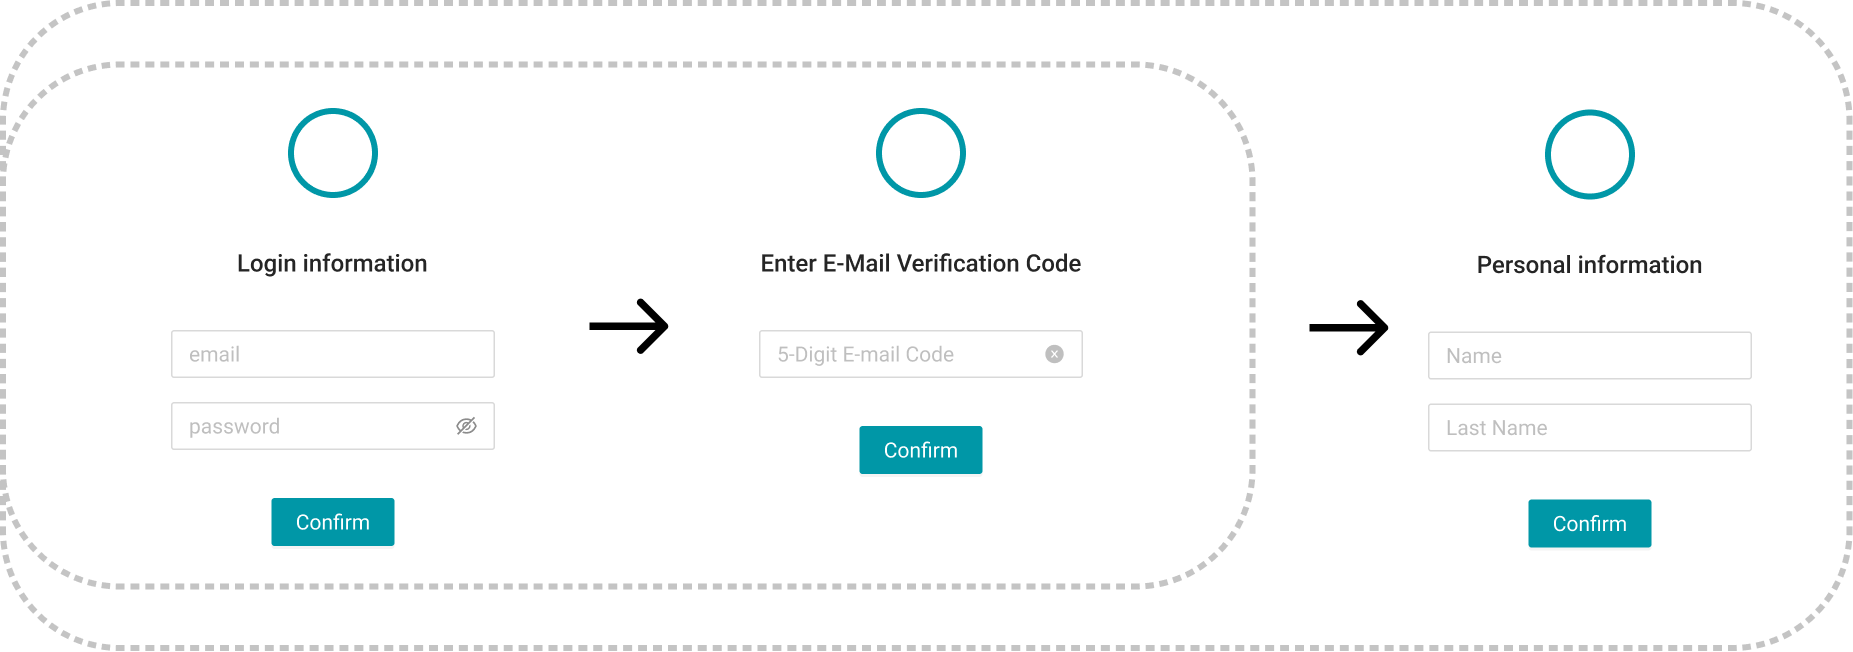 Login information
email
password
Confirm
Enter E-Mail Verification Code
5-Digit E-mail Code
Confirm
Personal information
Name
Last Name
Confirm